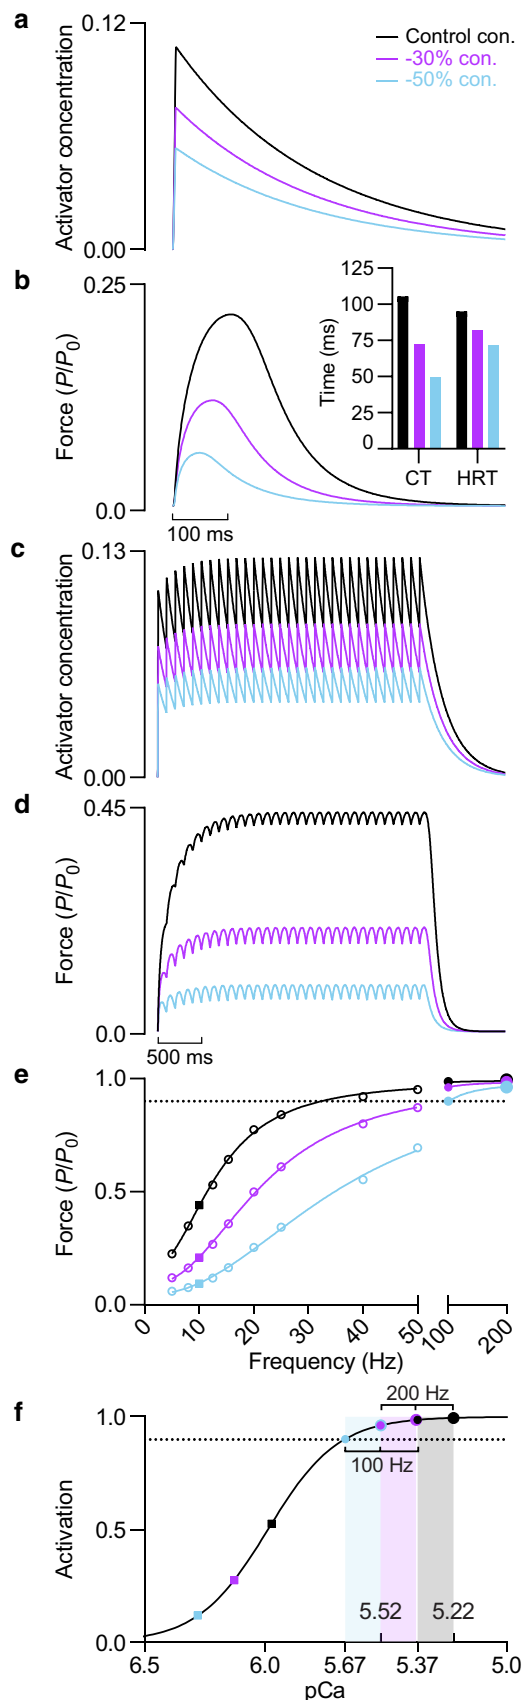 a
0.12
Control con.
-30% con.
-50% con.
Activator concentration
0.00
b
0.25
Force (P/P0)
0.0
100 ms
125
100
75
50
25
0
Time (ms)
CT HRT
c
0.13
Activator concentration
0.00
d
0.45
Force (P/P0)
0.0
500 ms
e
1.0
Force (P/P0)
0.5
0.0
0 10 20 30 40 50 100 200
Frequency (Hz)
f
200 Hz
1.0
100 Hz
Activation
0.5
5.52 5.22
0.0
6.5 6.0 5.67 5.37 5.0
pCa